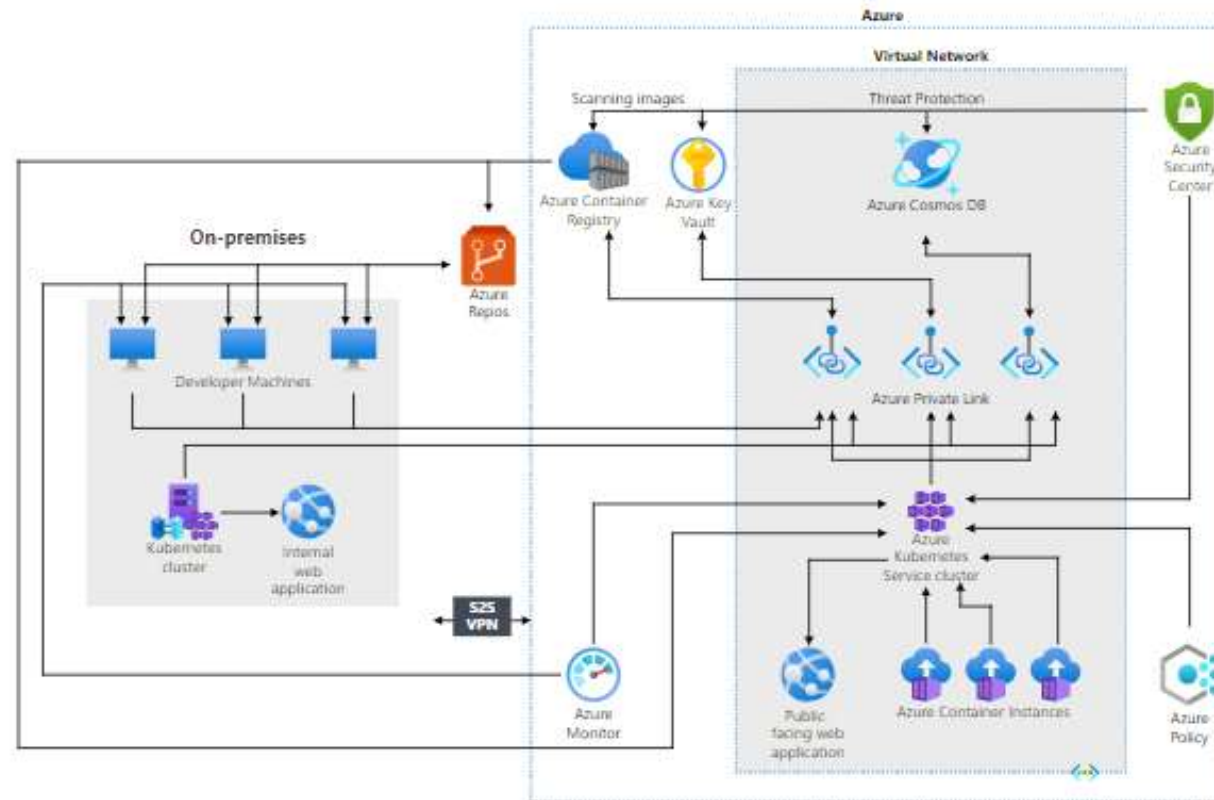 Azure
Virtual Network
Scanning images
Threat Protection
Azure
Security
Center
Azure Container
Registry
Azure Key
Vault
Azure Cosmos DB
On-premises
Azure
Repos
Developer Machines
Azure Private Link
Kubernetes
cluster
Internal
web
application
Azure
Kubernetes
Service cluster
S2S
VPN
Azure
Monitor
Public
facing web
application
Azure Container Instances
Azure
Policy